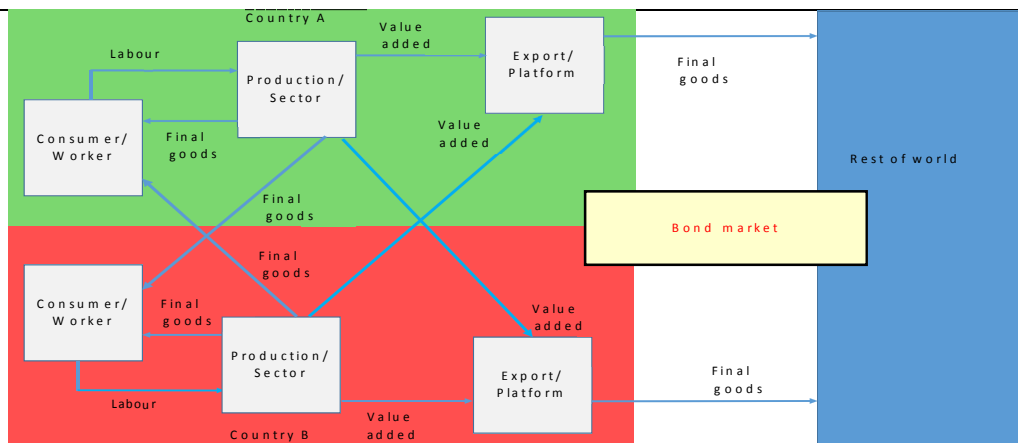 Country A
Value
added
Labour
Production/
Sector
Export/
Platform
Final
goods
Consumer/
Worker
Final
goods
Value
added
Rest of world
Final
goods
Bond market
Final
goods
Consumer/
Worker
Final
goods
Value
added
Production/
Sector
Export/
Platform
Final
goods
Labour
Value
added
Country B